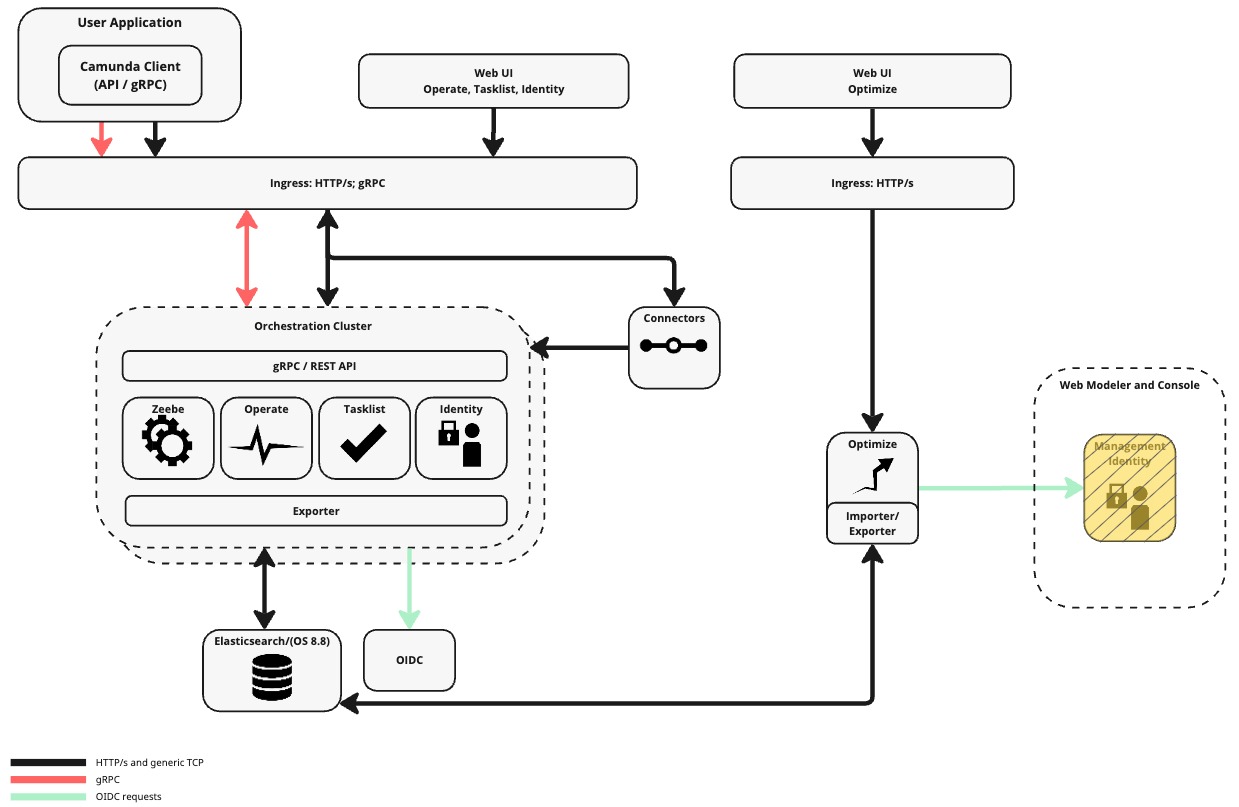 User Application
Camunda Client
(API / gRPC)
Web UI
Operate, Tasklist, Identity
Web UI
Optimize
Ingress: HTTP/s; gRPC
Ingress: HTTP/s
Orchestration Cluster
gRPC / REST API
Zeebe
Operate
Tasklist
Identity
Exporter
Connectors
Optimize
Importer/
Exporter
Web Modeler and Console
Management
Identity
Elasticsearch/(OS 8.8)
OIDC
HTTP/s and generic TCP
gRPC
OIDC requests